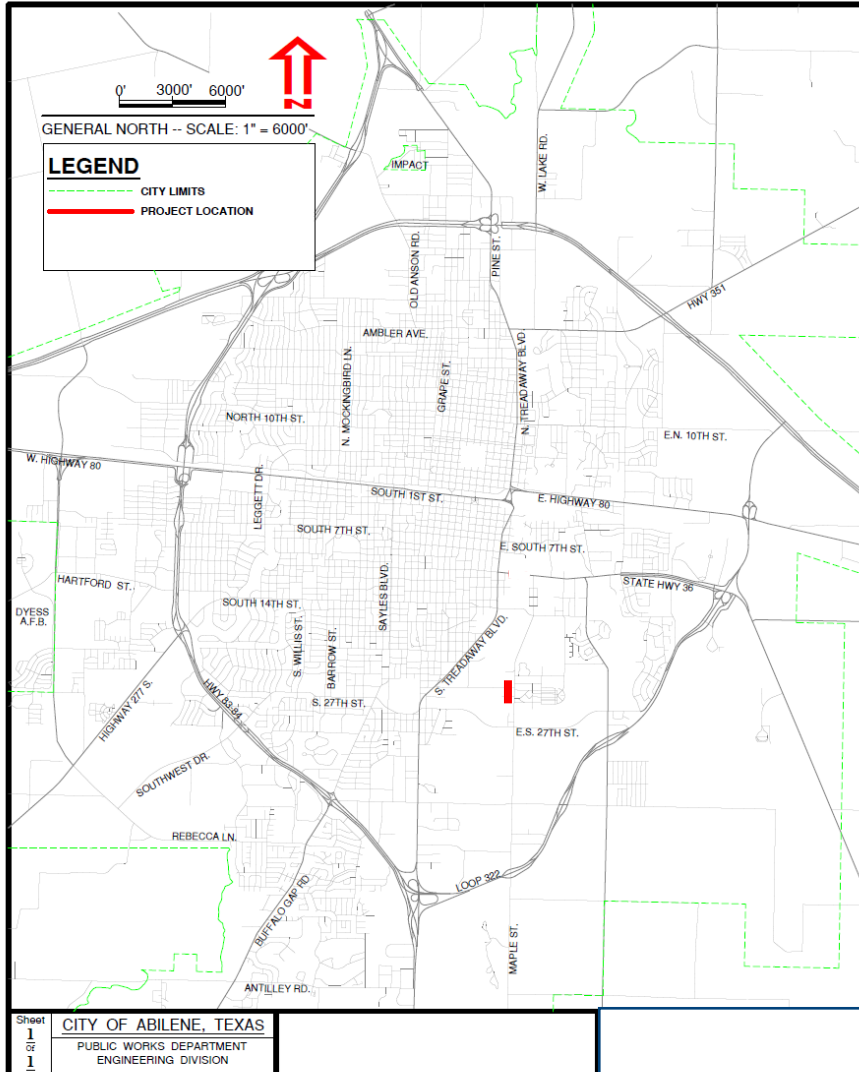 0' 3000' 6000'
N
GENERAL NORTH -- SCALE: 1" = 6000'
LEGEND
CITY LIMITS
PROJECT LOCATION
IMPACT
W. LAKE RD.
OLD ANSON RD.
PINE ST.
HWY 351
AMBLER AVE.
N. MOCKINGBIRD LN.
GRAPE ST.
N. TREADAWAY BLVD.
NORTH 10TH ST.
E.N. 10TH ST.
W. HIGHWAY 80
LEGGETT DR.
SOUTH 1ST ST.
E. HIGHWAY 80
SOUTH 7TH ST.
E. SOUTH 7TH ST.
HARTFORD ST.
SAYLES BLVD.
STATE HWY 36
DYESS
A.F.B.
SOUTH 14TH ST.
S. WILLIS ST.
BARROW ST.
S. TREADAWAY BLVD.
HIGHWAY 277 S.
HWY 83-84
S. 27TH ST.
E.S. 27TH ST.
SOUTHWEST DR.
REBECCA LN.
LOOP 322
BUFFALO GAP RD
MAPLE ST.
ANTILLEY RD.
Sheet
1
OF
1
CITY OF ABILENE, TEXAS
PUBLIC WORKS DEPARTMENT
ENGINEERING DIVISION